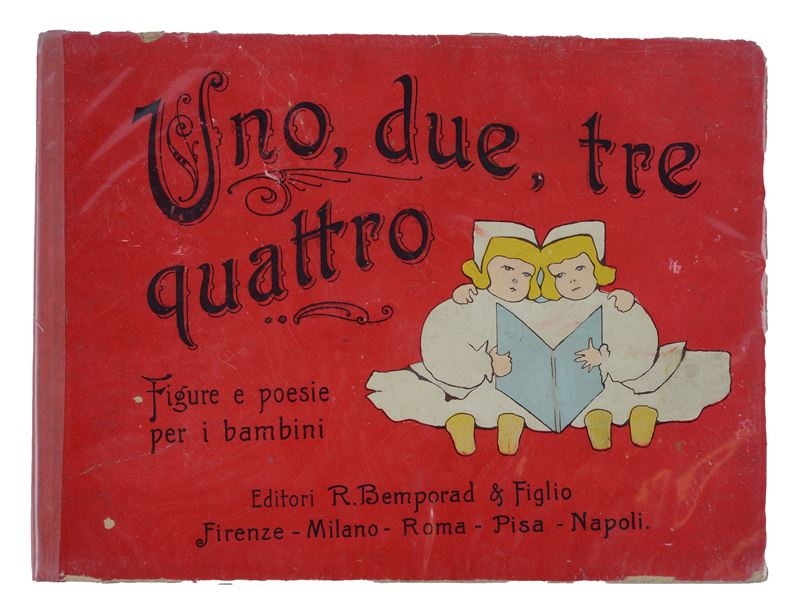 Uno, due, tre
quattro
Figure e poesie
per i bambini
Editori R. Bemporad & Figlio
Firenze - Milano - Roma - Pisa - Napoli.